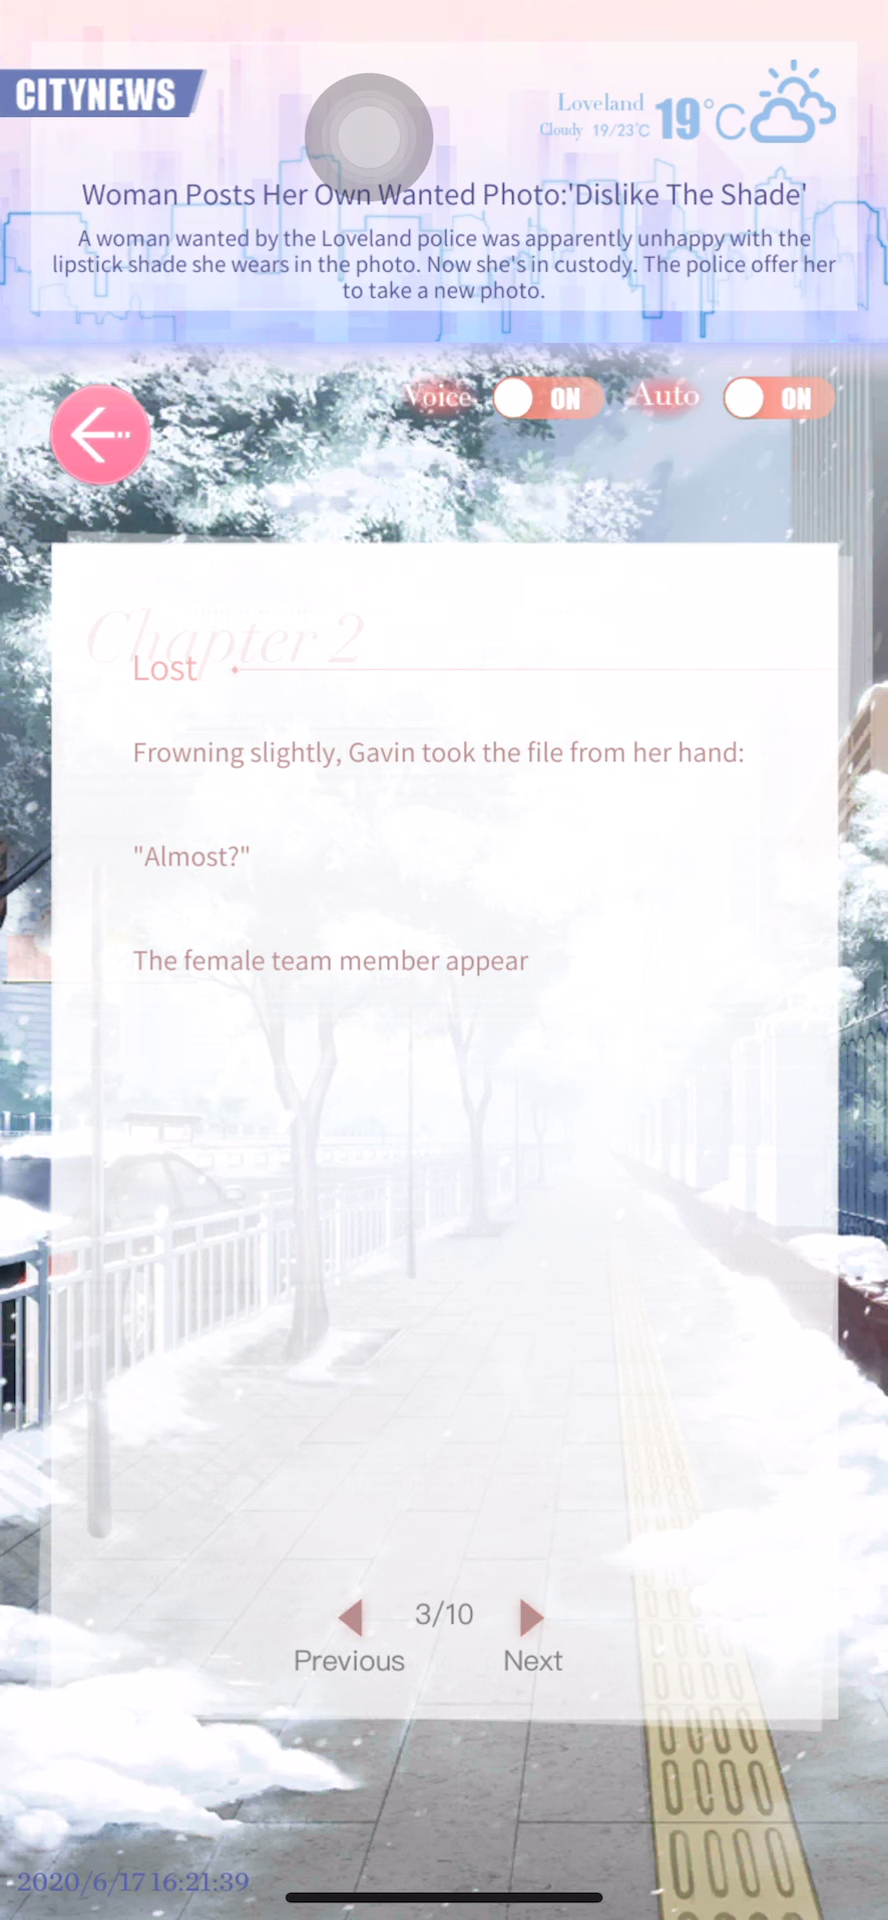 CITYNEWS
Loveland
Cloudy 19/23°C
19°C
Woman Posts Her Own Wanted Photo:'Dislike The Shade'
A woman wanted by the Loveland police was apparently unhappy with the
lipstick shade she wears in the photo. Now she's in custody. The police offer her
to take a new photo.
Voice ON Auto ON
Chapter 2
Lost
Frowning slightly, Gavin took the file from her hand:
"Almost?"
The female team member appear
3/10
Previous Next
2020/6/17 16:21:39